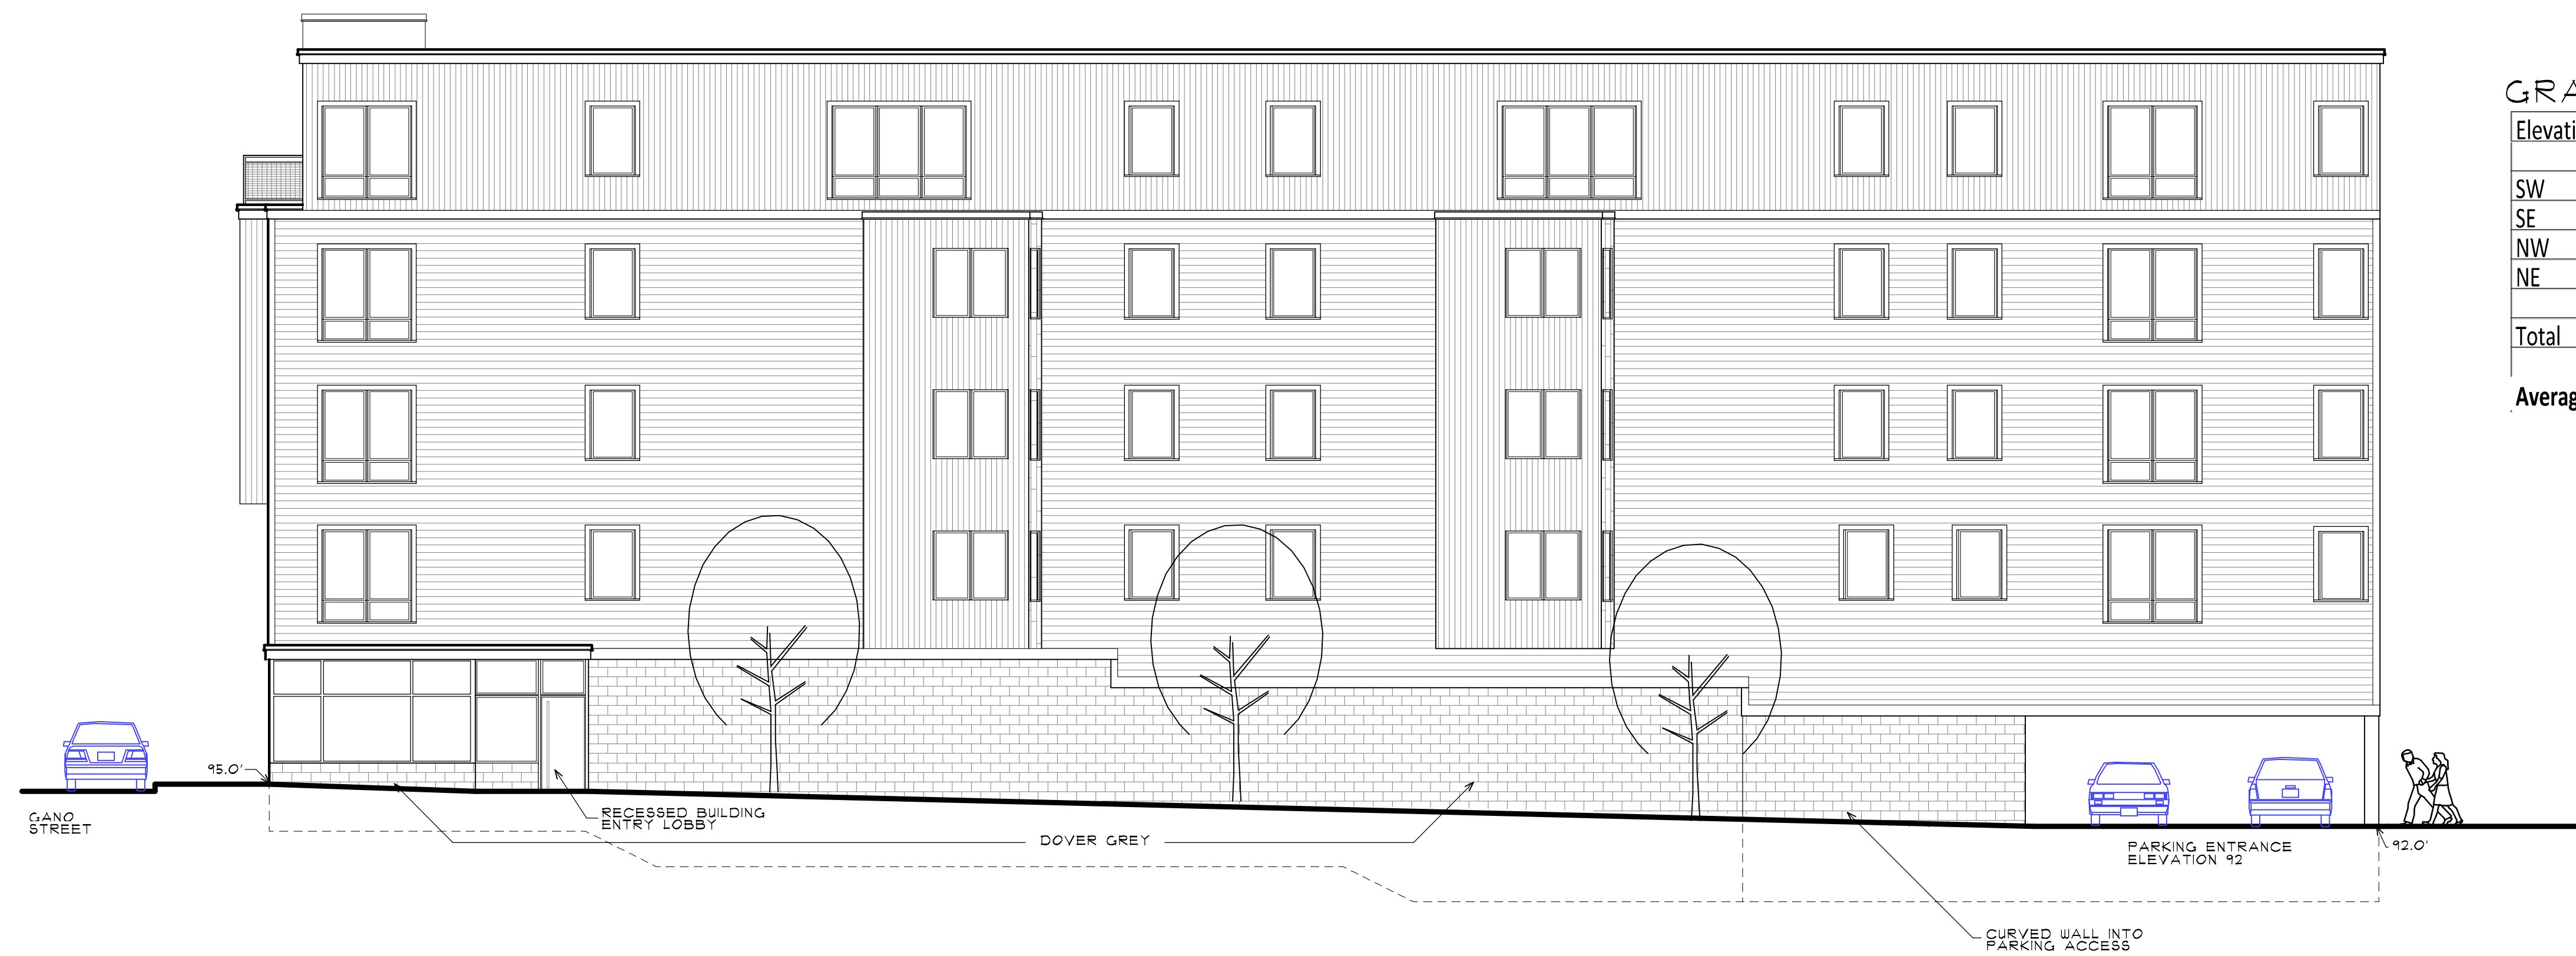 GRA
Elevati
SW
SE
NW
NE
Total
Averag
95.0'
GANO
STREET
RECESSED BUILDING
ENTRY LOBBY
DOVER GREY
PARKING ENTRANCE
ELEVATION 92
92.0'
CURVED WALL INTO
PARKING ACCESS